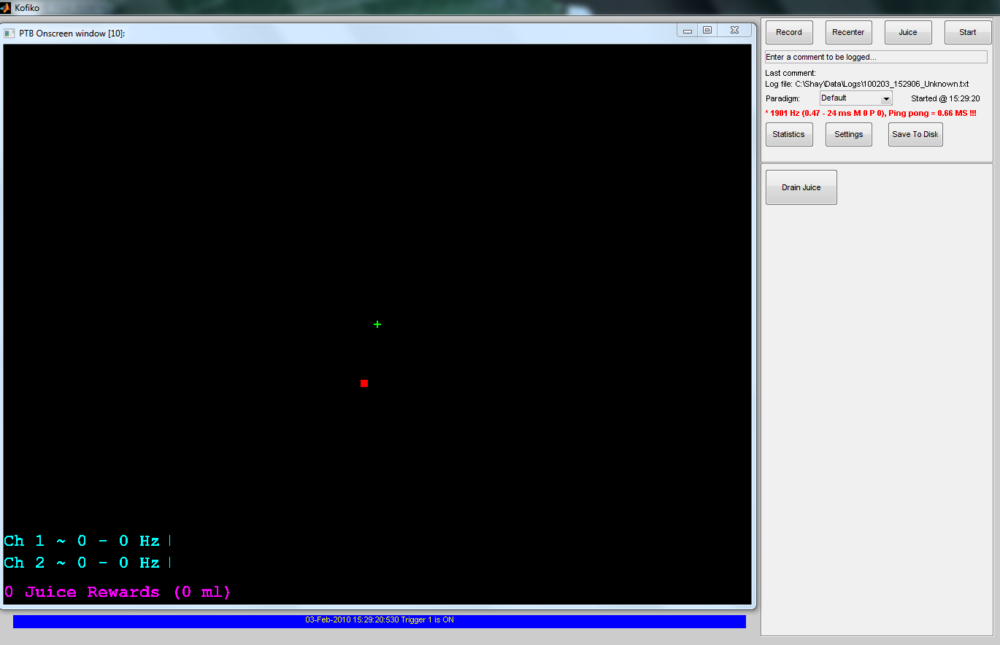 Kofiko
PTB Onscreen window [10]:
Record Recenter Juice Start
Enter a comment to be logged...
Last comment:
Log file: C:\Shay\Data\Logs\100203_152906_Unknown.txt
Paradigm: Default Started @ 15:29:20
* 1901 Hz (0.47 - 24 ms M 0 P 0), Ping pong = 0.66 MS !!!
Statistics Settings Save To Disk
Drain Juice
Ch 1 ~ 0 - 0 Hz |
Ch 2 ~ 0 - 0 Hz |
0 Juice Rewards (0 ml)
03-Feb-2010 15:29:20:530 Trigger 1 is ON